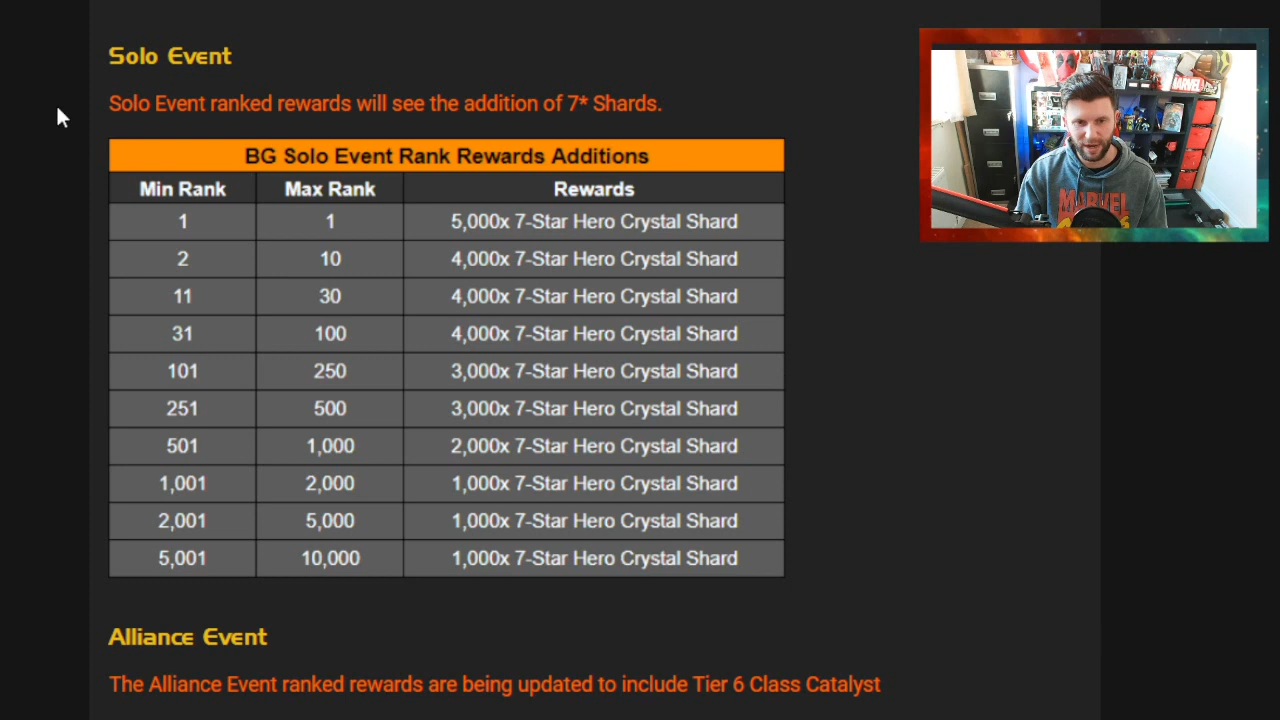 Solo Event
Solo Event ranked rewards will see the addition of 7* Shards.
BG Solo Event Rank Rewards Additions
Min Rank Max Rank Rewards
1 1 5,000x 7-Star Hero Crystal Shard
2 10 4,000x 7-Star Hero Crystal Shard
11 30 4,000x 7-Star Hero Crystal Shard
31 100 4,000x 7-Star Hero Crystal Shard
101 250 3,000x 7-Star Hero Crystal Shard
251 500 3,000x 7-Star Hero Crystal Shard
501 1,000 2,000x 7-Star Hero Crystal Shard
1,001 2,000 1,000x 7-Star Hero Crystal Shard
2,001 5,000 1,000x 7-Star Hero Crystal Shard
5,001 10,000 1,000x 7-Star Hero Crystal Shard
Alliance Event
The Alliance Event ranked rewards are being updated to include Tier 6 Class Catalyst
MARVEL
MARVEL